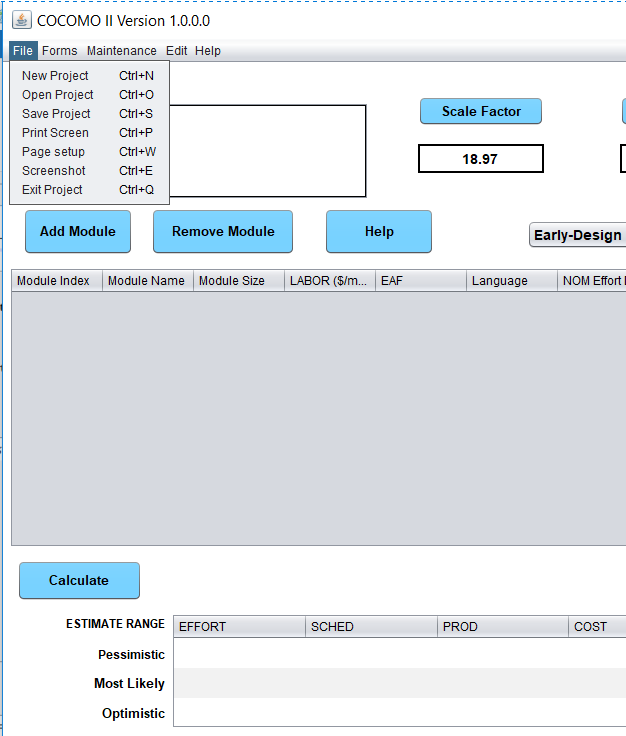 COCOMO II Version 1.0.0.0
File Forms Maintenance Edit Help
New Project Ctrl+N
Open Project Ctrl+O
Save Project Ctrl+S
Print Screen Ctrl+P
Page setup Ctrl+W
Screenshot Ctrl+E
Exit Project Ctrl+Q
Scale Factor
18.97
Add Module Remove Module Help
Early-Design
Module Index Module Name Module Size LABOR ($/m... EAF Language NOM Effort
Calculate
ESTIMATE RANGE EFFORT SCHED PROD COST
Pessimistic
Most Likely
Optimistic